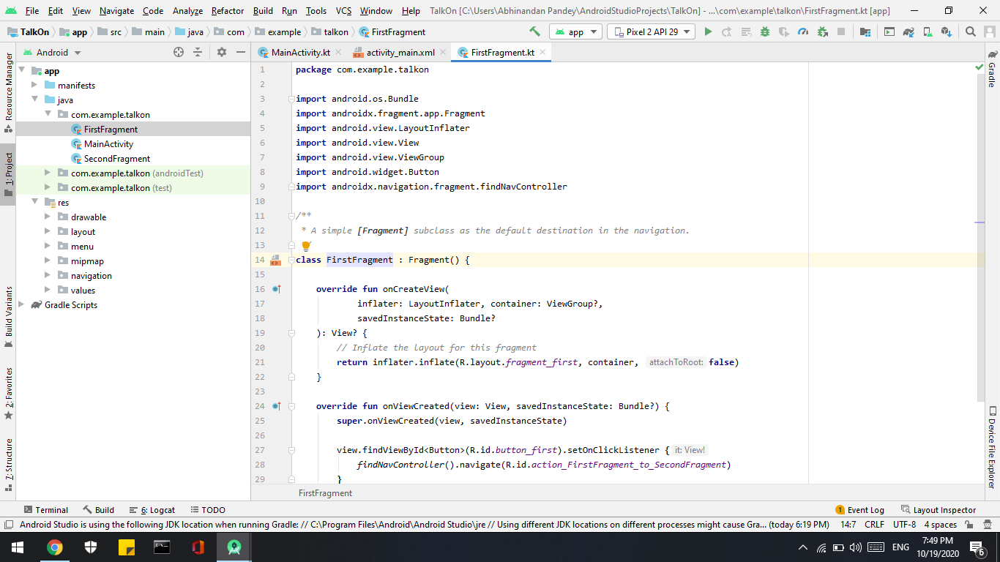 File Edit View Navigate Code Analyze Refactor Build Run Tools VCS Window Help TalkOn [C:\Users\Abhinandan Pandey\AndroidStudioProjects\TalkOn] - ...\com\example\talkon\FirstFragment.kt [app]
TalkOn app src main java com example talkon FirstFragment app Pixel 2 API 29
Android
MainActivity.kt activity_main.xml FirstFragment.kt
Resource Manager
1: Project
Build Variants
2: Favorites
7: Structure
app
manifests
java
com.example.talkon
FirstFragment
MainActivity
SecondFragment
com.example.talkon (androidTest)
com.example.talkon (test)
res
drawable
layout
menu
mipmap
navigation
values
Gradle Scripts
1 package com.example.talkon
2
3 import android.os.Bundle
4 import androidx.fragment.app.Fragment
5 import android.view.LayoutInflater
6 import android.view.View
7 import android.view.ViewGroup
8 import android.widget.Button
9 import androidx.navigation.fragment.findNavController
10
11 /**
12 * A simple [Fragment] subclass as the default destination in the navigation.
13
14 class FirstFragment : Fragment() {
15
16 override fun onCreateView(
17 inflater: LayoutInflater, container: ViewGroup?,
18 savedInstanceState: Bundle?
19 ): View? {
20 // Inflate the layout for this fragment
21 return inflater.inflate(R.layout.fragment_first, container, attachToRoot: false)
22 }
23
24 override fun onViewCreated(view: View, savedInstanceState: Bundle?) {
25 super.onViewCreated(view, savedInstanceState)
26
27 view.findViewById<Button>(R.id.button_first).setOnClickListener { it: View!
28 findNavController().navigate(R.id.action_FirstFragment_to_SecondFragment)
29 }
FirstFragment
Gradle
Device File Explorer
Terminal Build 6: Logcat TODO 1 Event Log Layout Inspector
Android Studio is using the following JDK location when running Gradle: // C:\Program Files\Android\Android Studio\jre // Using different JDK locations on different processes might cause Gra... (today 6:19 PM) 14:7 CRLF UTF-8 4 spaces
ENG
7:49 PM
10/19/2020
6